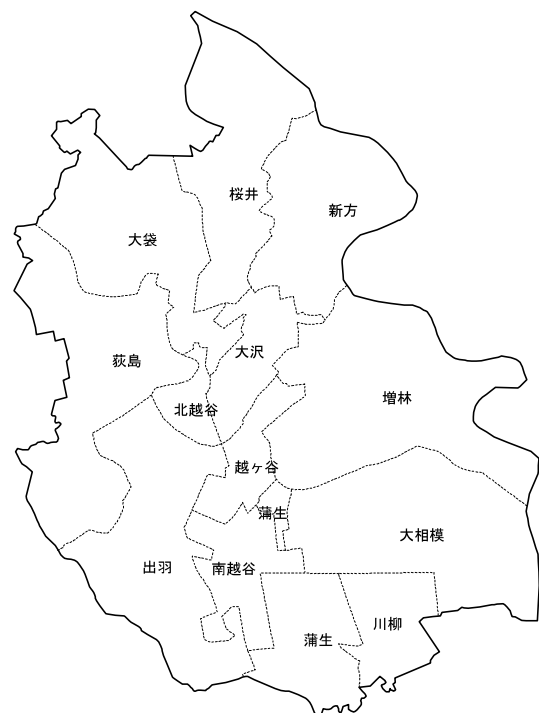 桜井
新方
大袋
大沢
荻島
増林
北越谷
越ヶ谷
蒲生
大相模
出羽
南越谷
川柳
蒲生